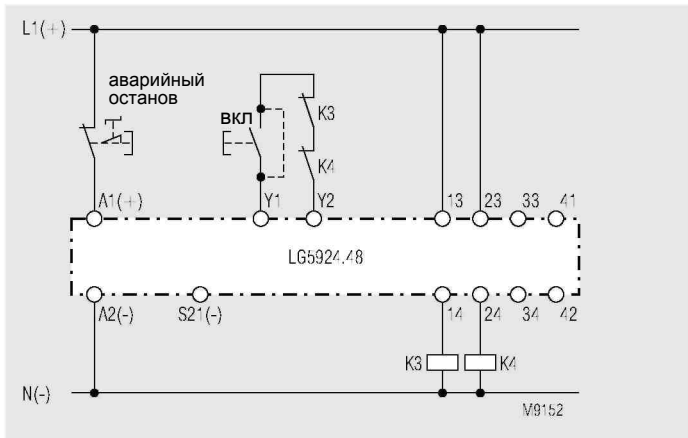 L1(+)
аварийный
останов
вкл
K3
K4
A1(+) Y1 Y2 13 23 33 41
LG5924.48
A2(-) S21(-) 14 24 34 42
K3 K4
N(-)
M9152